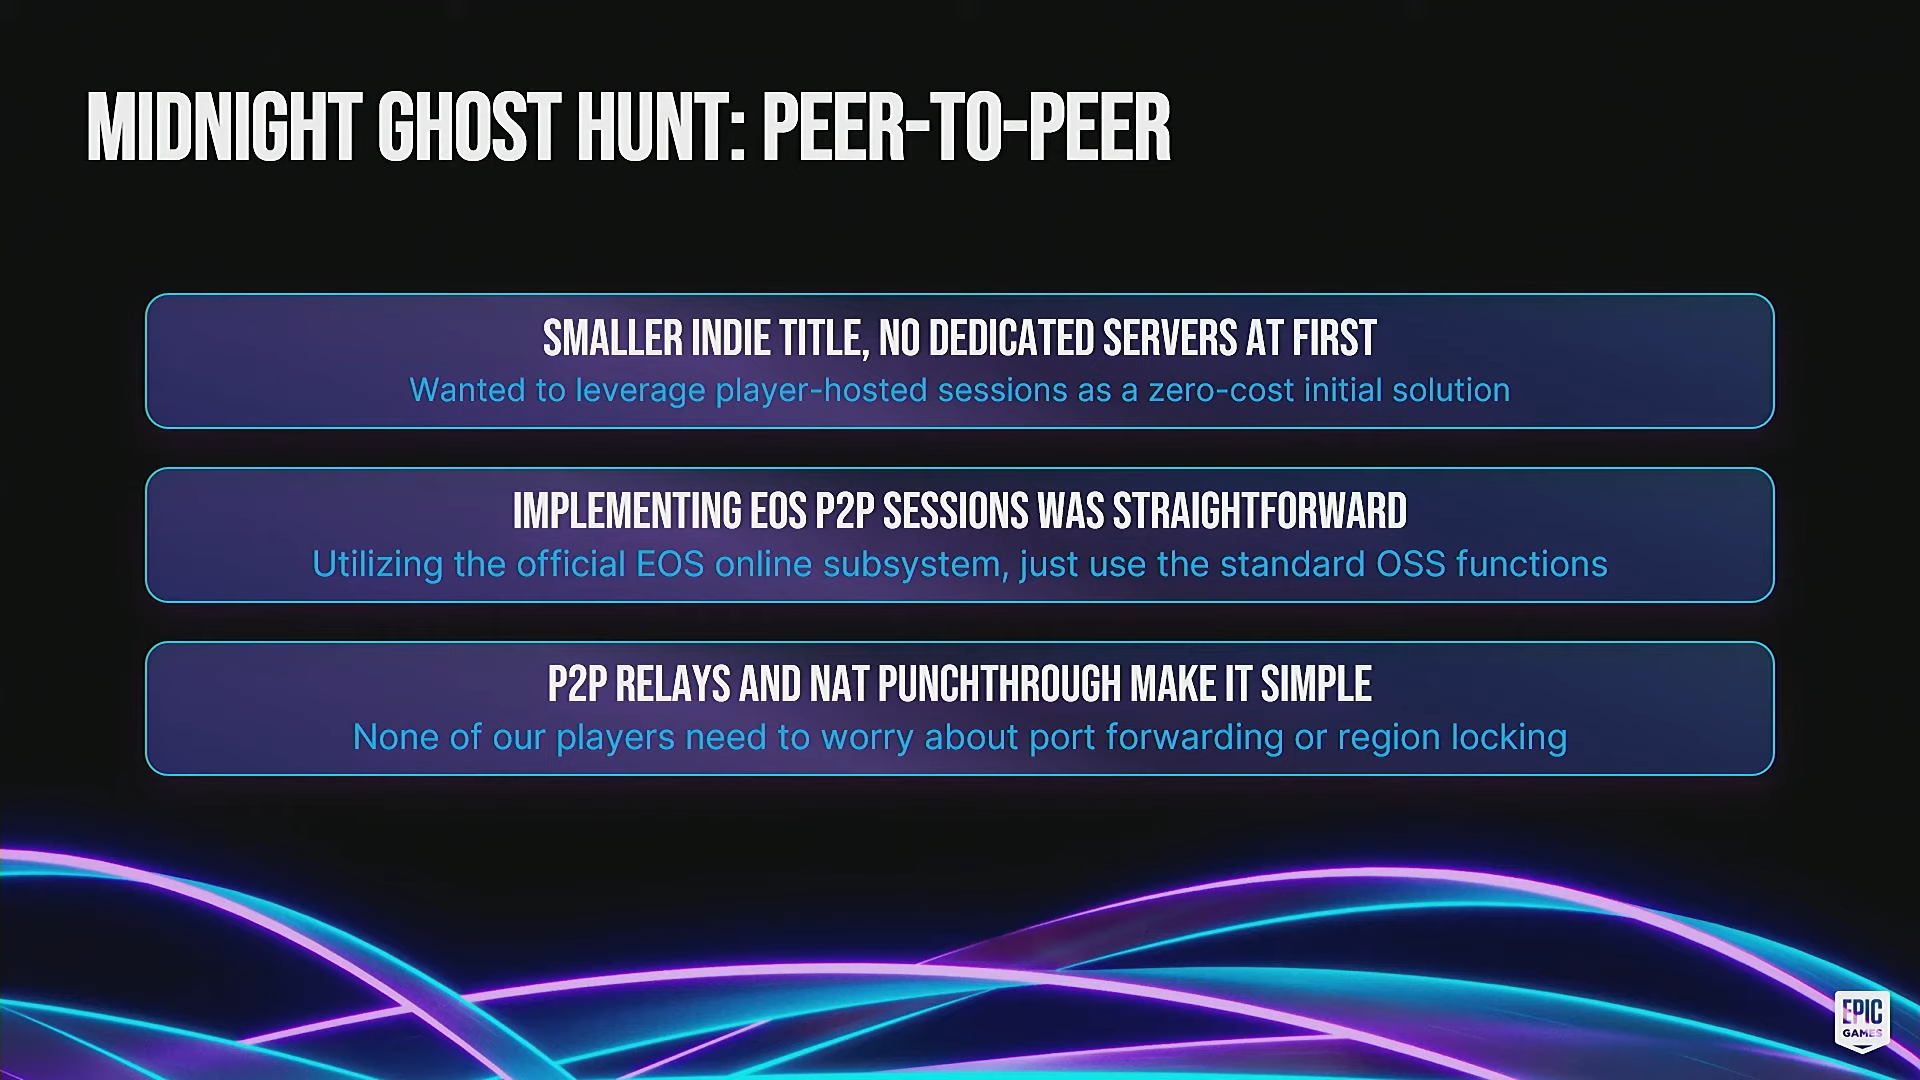 MIDNIGHT GHOST HUNT: PEER-TO-PEER
SMALLER INDIE TITLE, NO DEDICATED SERVERS AT FIRST
Wanted to leverage player-hosted sessions as a zero-cost initial solution
IMPLEMENTING EOS P2P SESSIONS WAS STRAIGHTFORWARD
Utilizing the official EOS online subsystem, just use the standard OSS functions
P2P RELAYS AND NAT PUNCHTHROUGH MAKE IT SIMPLE
None of our players need to worry about port forwarding or region locking
EPIC
GAMES